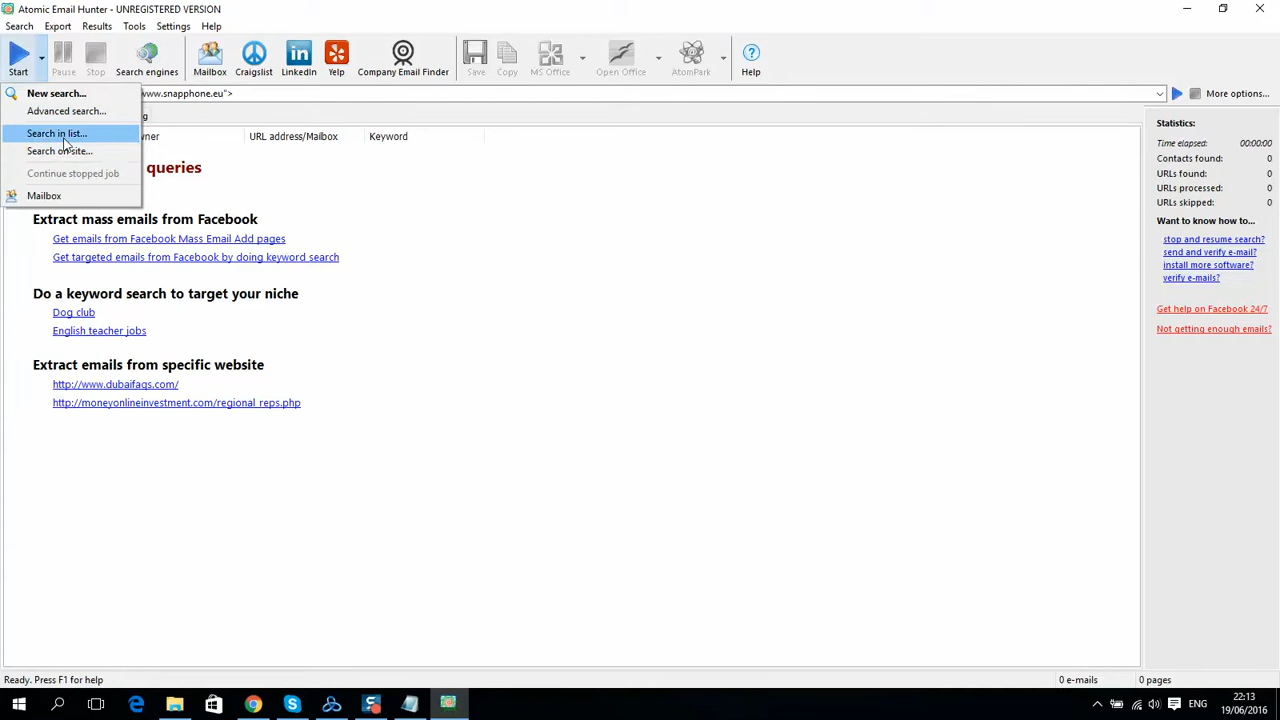 Atomic Email Hunter - UNREGISTERED VERSION
Search Export Results Tools Settings Help
Start Pause Stop Search engines Mailbox Craigslist LinkedIn Yelp Company Email Finder Save Copy MS Office Open Office AtomPark Help
New search...
www.snapphone.eu">
More options...
Advanced search...
Search in list...
Search on site...
Continue stopped job
Mailbox
URL address/Mailbox Keyword
queries
Extract mass emails from Facebook
Get emails from Facebook Mass Email Add pages
Get targeted emails from Facebook by doing keyword search
Do a keyword search to target your niche
Dog club
English teacher jobs
Extract emails from specific website
http://www.dubaifaqs.com/
http://moneyonlineinvestment.com/regional_reps.php
Statistics:
Time elapsed: 00:00:00
Contacts found: 0
URLs found: 0
URLs processed: 0
URLs skipped: 0
Want to know how to...
stop and resume search?
send and verify e-mail?
install more software?
verify e-mails?
Get help on Facebook 24/7
Not getting enough emails?
Ready. Press F1 for help
0 e-mails
0 pages
ENG
22:13
19/06/2016